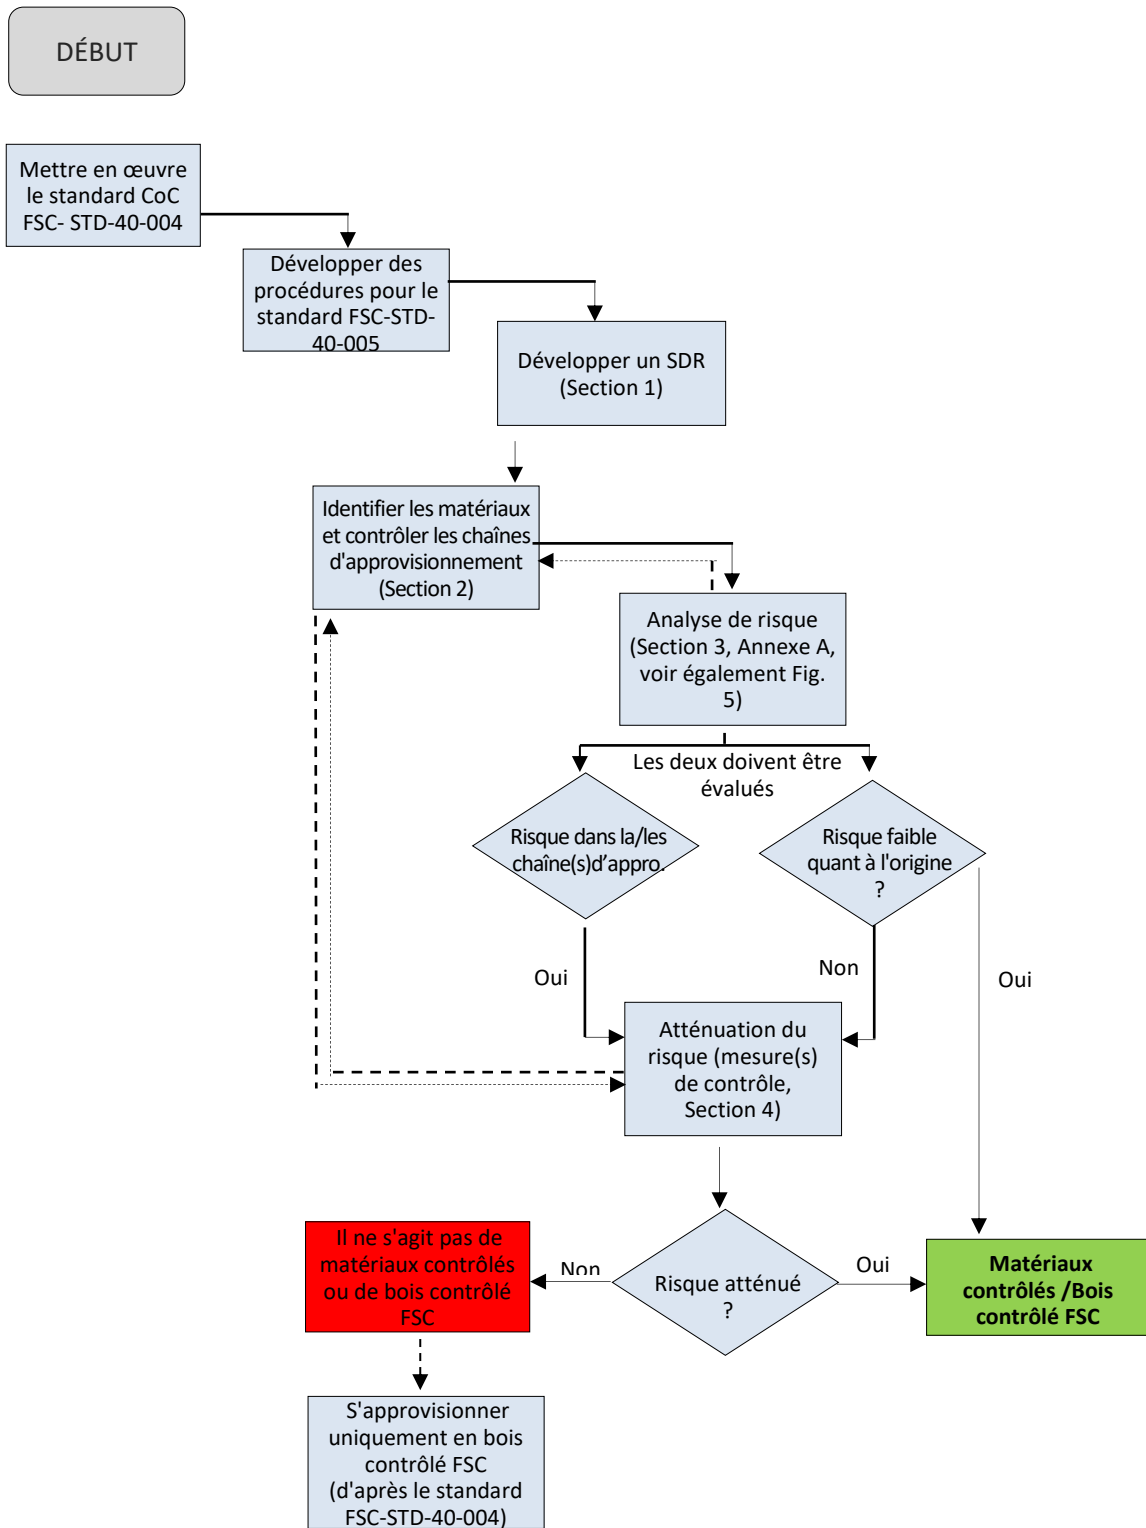 DÉBUT
Mettre en œuvre
le standard CoC
FSC- STD-40-004
Développer des
procédures pour le
standard FSC-STD-
40-005
Développer un SDR
(Section 1)
Identifier les matériaux
et contrôler les chaînes
d'approvisionnement
(Section 2)
Analyse de risque
(Section 3, Annexe A,
voir également Fig.
5)
Les deux doivent être
évalués
Risque dans la/les
chaîne(s)d’appro.
Risque faible
quant à l'origine
?
Oui
Non
Oui
Atténuation du
risque (mesure(s)
de contrôle,
Section 4)
Il ne s'agit pas de
matériaux contrôlés
ou de bois contrôlé
FSC
Non
Risque atténué
?
Oui
Matériaux
contrôlés /Bois
contrôlé FSC
S'approvisionner
uniquement en bois
contrôlé FSC
(d'après le standard
FSC-STD-40-004)